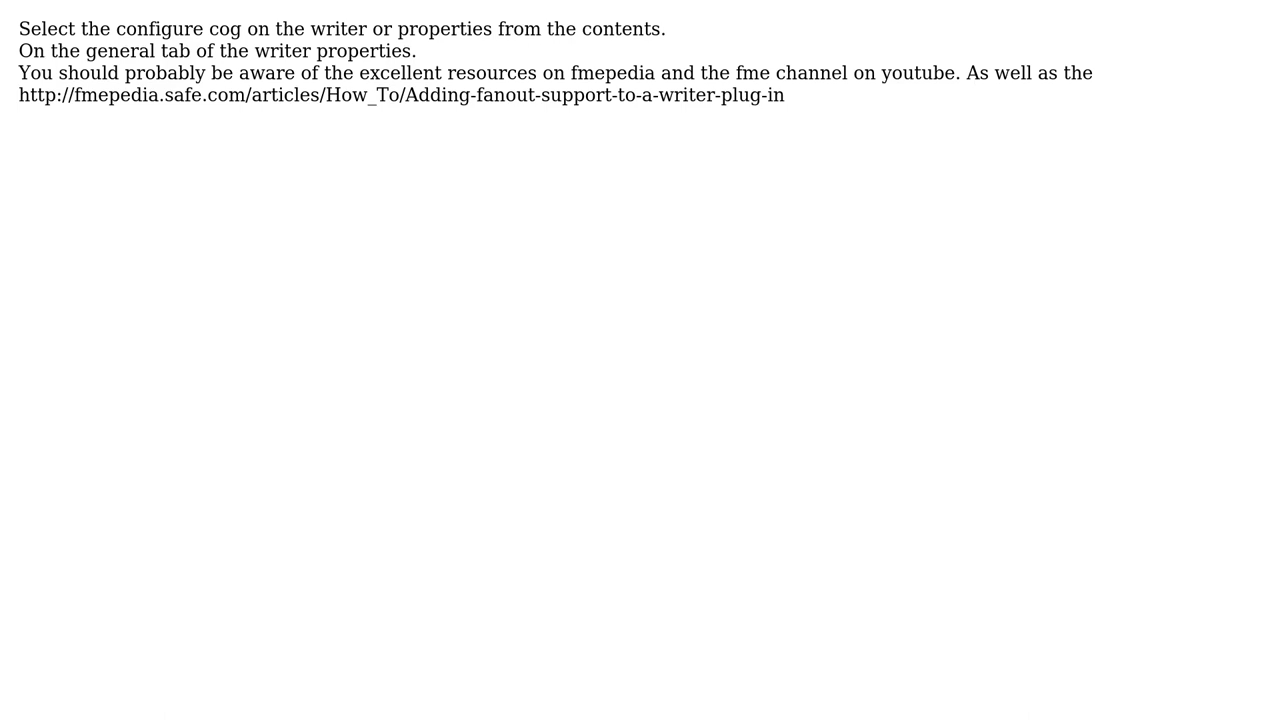 Select the configure cog on the writer or properties from the contents.
On the general tab of the writer properties.
You should probably be aware of the excellent resources on fmepedia and the fme channel on youtube. As well as the
http://fmepedia.safe.com/articles/How_To/Adding-fanout-support-to-a-writer-plug-in